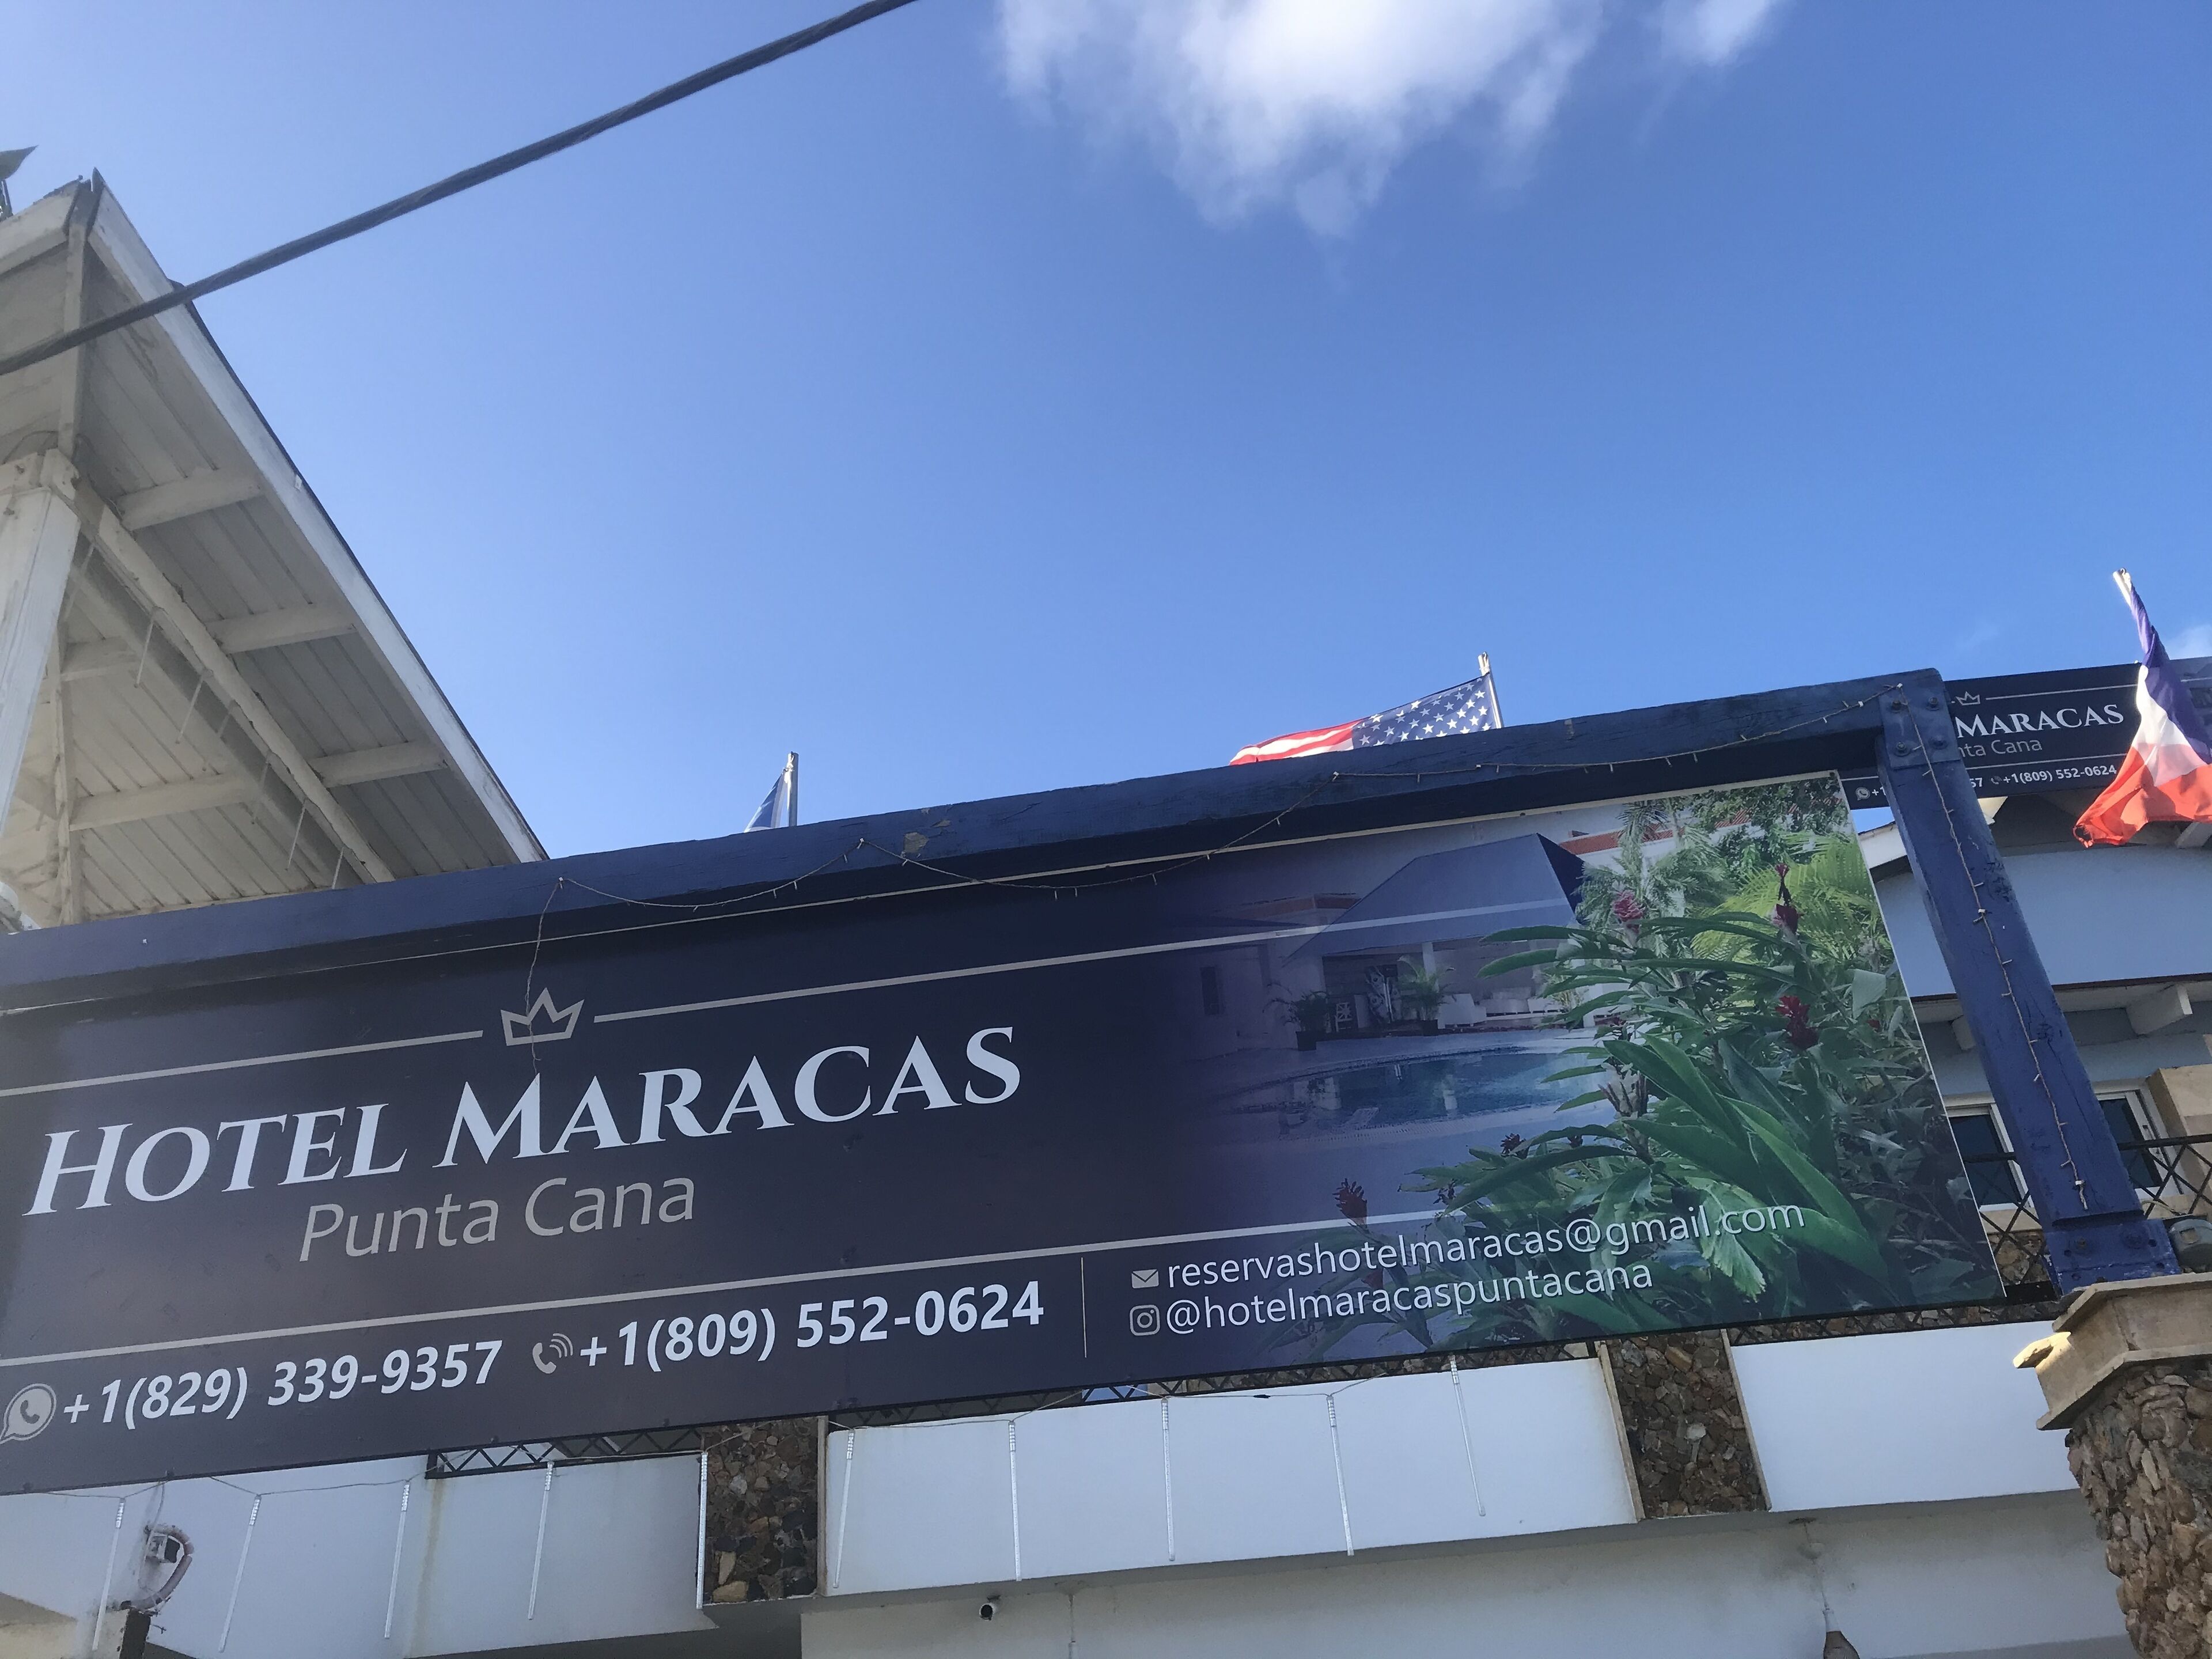 HOTEL MARACAS
Punta Cana
+1(829) 339-9357
+1(809) 552-0624
reservashotelmaracas@gmail.com
@hotelmaracaspuntacana
MARACAS
Cana
+1(809) 552-0624